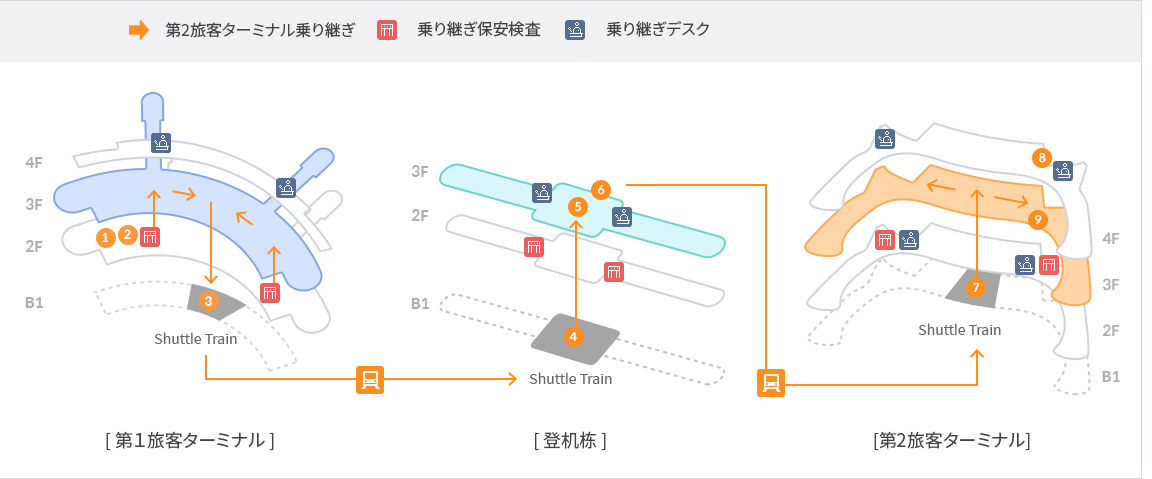 第2旅客ターミナル乗り継ぎ
乗り継ぎ保安検査
乗り継ぎデスク
4F
3F
2F
B1
1
2
3
Shuttle Train
3F
2F
B1
5
6
4
Shuttle Train
8
9
7
Shuttle Train
4F
3F
2F
B1
[ 第１旅客ターミナル ]
[ 登机栋 ]
[第2旅客ターミナル]